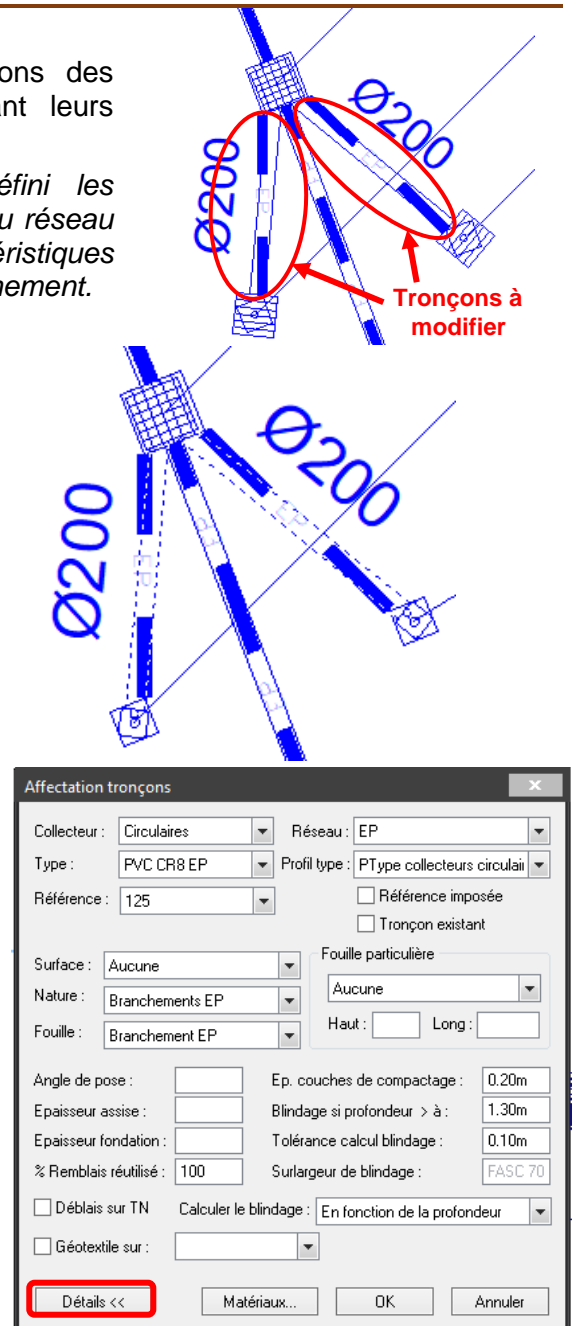 ons des
nt leurs
éfini les
u réseau
éristiques
nement.
Ø200
Ø200
EP
EP
Tronçons à
modifier
Ø200
Ø200
EP
EP
Affectation tronçons
Collecteur : Circulaires Réseau : EP
Type : PVC CR8 EP Profil type : PType collecteurs circulair
Référence : 125 Référence imposée
Tronçon existant
Surface : Aucune Fouille particulière
Nature : Branchements EP Aucune
Fouille : Branchement EP Haut : Long :
Angle de pose : Ep. couches de compactage : 0.20m
Epaisseur assise : Blindage si profondeur > à : 1.30m
Epaisseur fondation : Tolérance calcul blindage : 0.10m
% Remblais réutilisé : 100 Surlargeur de blindage : FASC 70
Déblais sur TN Calculer le blindage : En fonction de la profondeur
Géotextile sur :
Détails << Matériaux... OK Annuler